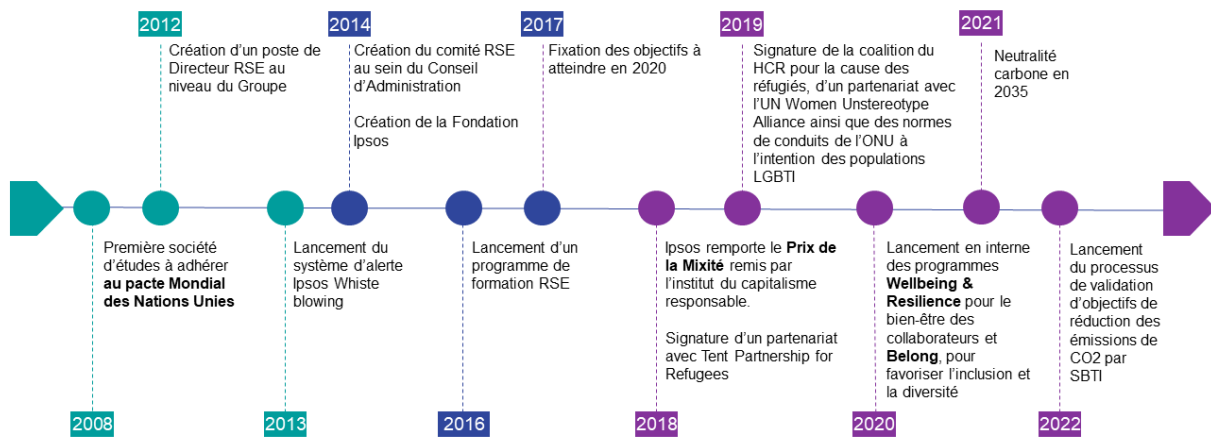 2012
Création d'un poste de
Directeur RSE au
niveau du Groupe
2014
Création du comité RSE
au sein du Conseil
d'Administration
Création de la Fondation
Ipsos
2017
Fixation des objectifs à
atteindre en 2020
2019
Signature de la coalition du
HCR pour la cause des
réfugiés, d'un partenariat avec
l'UN Women Unstereotype
Alliance ainsi que des normes
de conduits de l'ONU à
l'intention des populations
LGBTI
2021
Neutralité
carbone en
2035
Première société
d'études à adhérer
au pacte Mondial
des Nations Unies
2008
Lancement du
système d'alerte
Ipsos Whiste
blowing
2013
Lancement d'un
programme de
formation RSE
2016
Ipsos remporte le Prix de
la Mixité remis par
l'institut du capitalisme
responsable.
Signature d'un partenariat
avec Tent Partnership for
Refugees
2018
Lancement en interne
des programmes
Wellbeing &
Resilience pour le
bien-être des
collaborateurs et
Belong, pour
favoriser l'inclusion et
la diversité
2020
Lancement
du processus
de validation
d'objectifs de
réduction des
émissions de
CO2 par
SBTI
2022